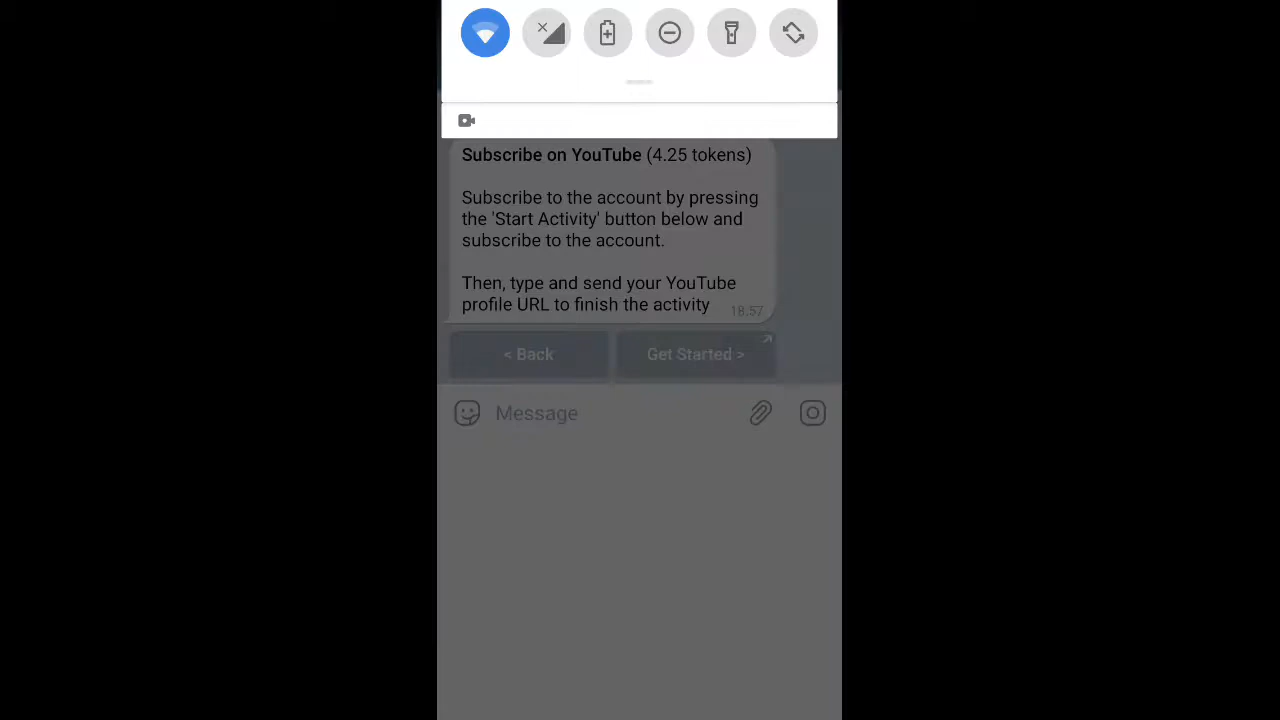 Subscribe on YouTube (4.25 tokens)
Subscribe to the account by pressing
the 'Start Activity' button below and
subscribe to the account.
Then, type and send your YouTube
profile URL to finish the activity
18.57
< Back
Get Started >
Message